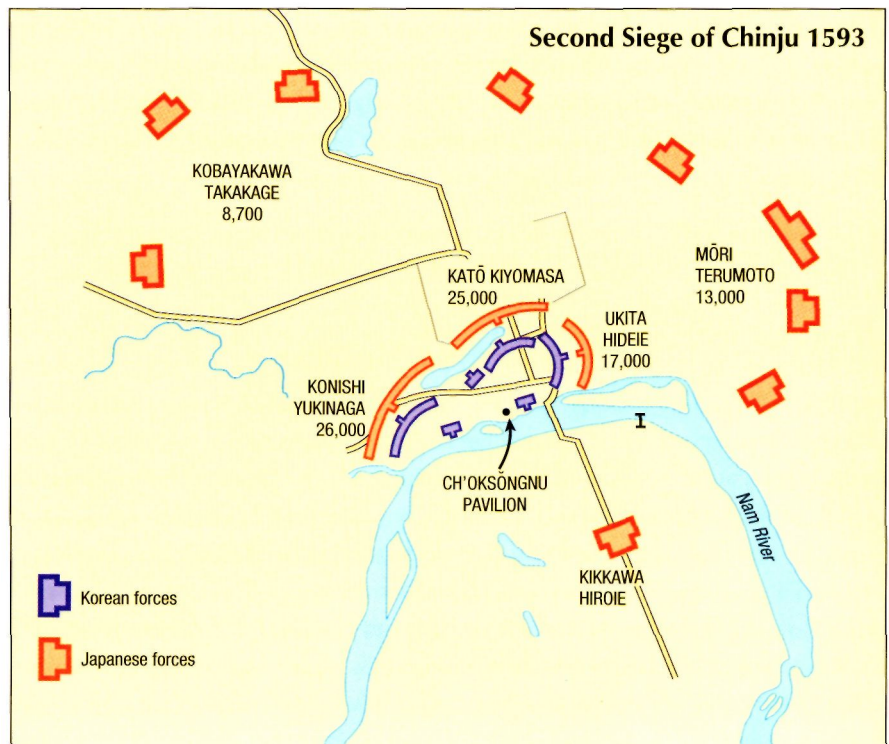 Second Siege of Chinju 1593
KOBAYAKAWA
TAKAKAGE
8,700
KATŌ KIYOMASA
25,000
MŌRI
TERUMOTO
13,000
UKITA
HIDEIE
17,000
KONISHI
YUKINAGA
26,000
I
CH'OKSŎNGNU
PAVILION
Nam River
KIKKAWA
HIROIE
Korean forces
Japanese forces